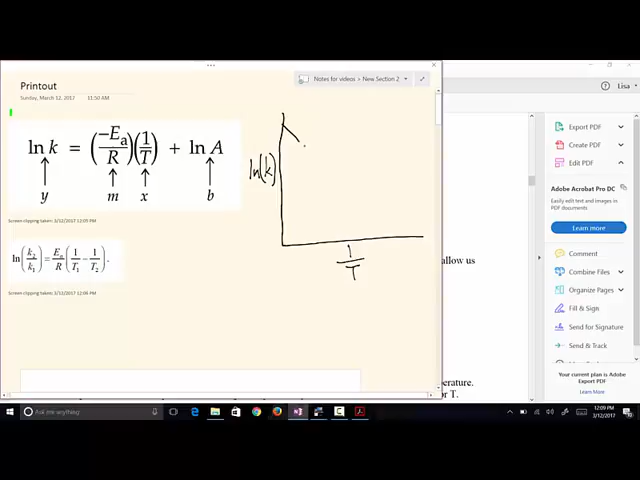 Printout
Sunday, March 12, 2017 11:50 AM
Notes for videos » New Section 2
ln k = (−Ea/R)(1/T) + ln A
y m x b
Screen clipping taken: 3/12/2017 12:05 PM
ln(k)
1/T
ln(k2/k1) = Ea/R (1/T1 − 1/T2).
Screen clipping taken: 3/12/2017 12:06 PM
Lisa
Export PDF
Create PDF
Edit PDF
Adobe Acrobat Pro DC
Easily edit text and images in
PDF documents
Learn more
Comment
Combine Files
Organize Pages
Fill & Sign
Send for Signature
Send & Track
Your current plan is Adobe
Export PDF
Learn More
allow us
perature.
or T.
Ask me anything
12:09 PM
3/12/2017